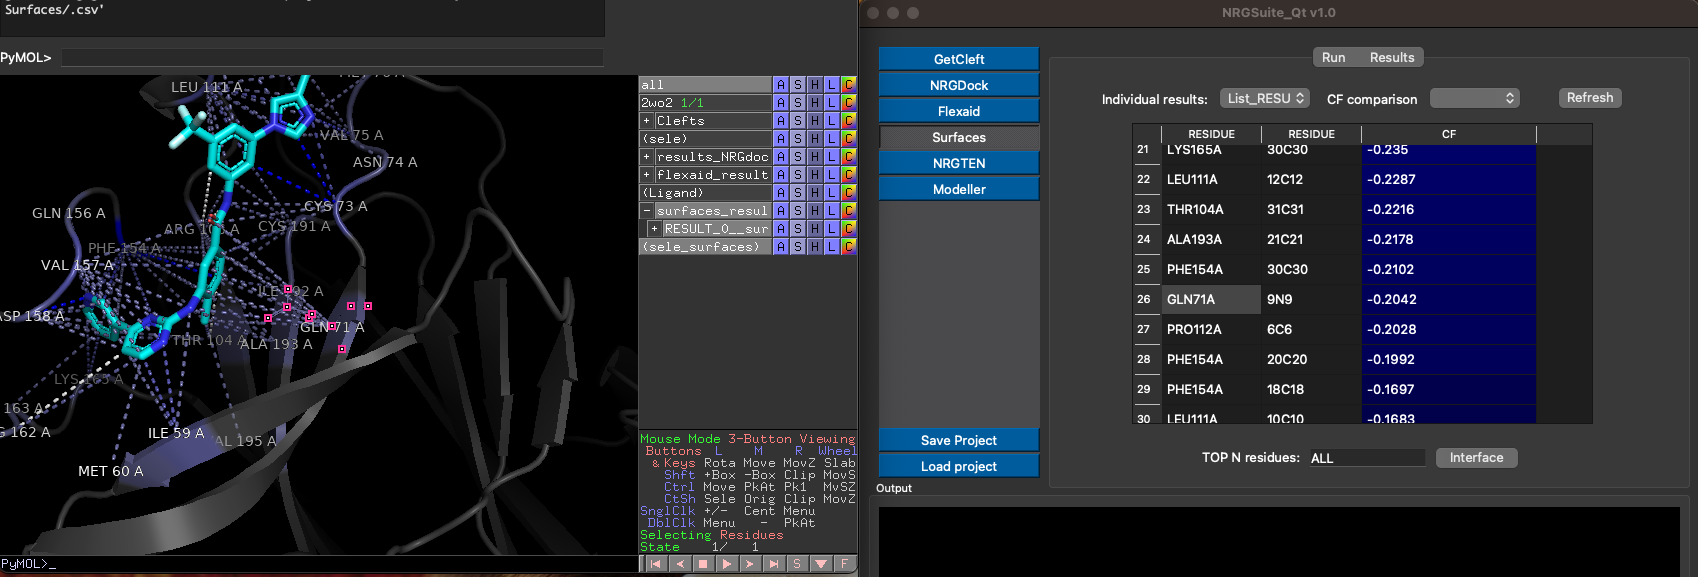 Surfaces/.csv'
PyMOL>
LEU 111 A
VAL 75 A
ASN 74 A
CYS 73 A
GLN 156 A
CYS 191 A
PHE 154 A
VAL 157 A
ASP 158 A
GLN 71 A
THR 104 A
ALA 193 A
LYS 165 A
163 A
162 A
ILE 59 A
AL 195 A
MET 60 A
PyMOL>_
all A S H L C
2wo2 1/1 A S H L C
+ Clefts A S H L C
(sele) A S H L C
+ results_NRGdoc A S H L C
+ flexaid_result A S H L C
(Ligand) A S H L C
- surfaces_resul A S H L C
+ RESULT_0__sur A S H L C
(sele_surfaces) A S H L C
Mouse Mode 3-Button Viewing
Buttons L M R Wheel
& Keys Rota Move MovZ Slab
Shft +Box -Box Clip MovS
Ctrl Move PkAt Pk1 MvSZ
CtSh Sele Orig Clip MovZ
SnglClk +/- Cent Menu
DblClk Menu - PkAt
Selecting Residues
State 1/ 1
S F
NRGSuite_Qt v1.0
GetCleft
NRGDock
Flexaid
Surfaces
NRGTEN
Modeller
Save Project
Load project
Run Results
Individual results: List_RESU CF comparison Refresh
RESIDUE RESIDUE CF
21 LYS165A 30C30 -0.235
22 LEU111A 12C12 -0.2287
23 THR104A 31C31 -0.2216
24 ALA193A 21C21 -0.2178
25 PHE154A 30C30 -0.2102
26 GLN71A 9N9 -0.2042
27 PRO112A 6C6 -0.2028
28 PHE154A 20C20 -0.1992
29 PHE154A 18C18 -0.1697
30 LEU111A 10C10 -0.1683
TOP N residues: ALL Interface
Output